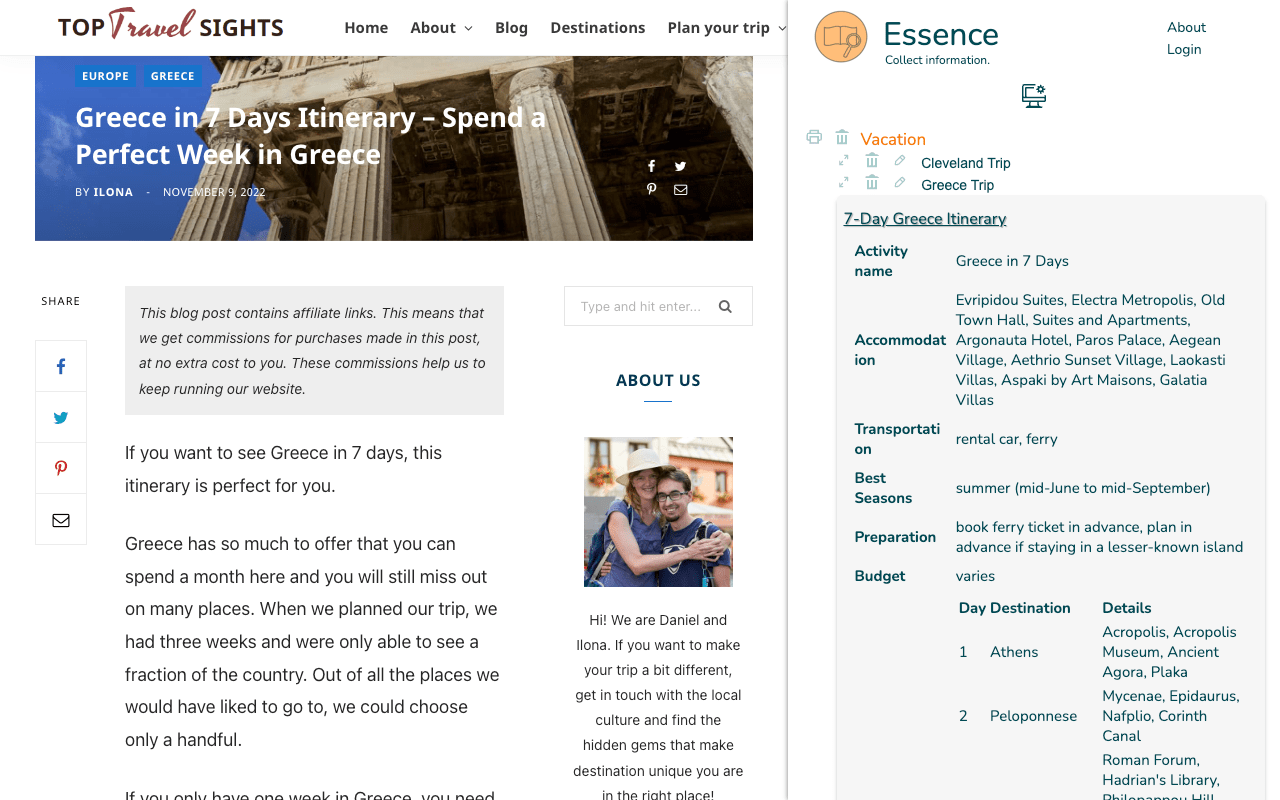 TOP Travel SIGHTS
Home About Blog Destinations Plan your trip
EUROPE GREECE
Greece in 7 Days Itinerary – Spend a
Perfect Week in Greece
BY ILONA - NOVEMBER 9, 2022
SHARE
This blog post contains affiliate links. This means that
we get commissions for purchases made in this post,
at no extra cost to you. These commissions help us to
keep running our website.
If you want to see Greece in 7 days, this
itinerary is perfect for you.
Greece has so much to offer that you can
spend a month here and you will still miss out
on many places. When we planned our trip, we
had three weeks and were only able to see a
fraction of the country. Out of all the places we
would have liked to go to, we could choose
only a handful.
If you only have one week in Greece, you need
Type and hit enter...
ABOUT US
Hi! We are Daniel and
Ilona. If you want to make
your trip a bit different,
get in touch with the local
culture and find the
hidden gems that make
destination unique you are
in the right place!
Essence
Collect information.
About
Login
Vacation
Cleveland Trip
Greece Trip
7-Day Greece Itinerary
Activity
name
Greece in 7 Days
Accommodat
ion
Evripidou Suites, Electra Metropolis, Old
Town Hall, Suites and Apartments,
Argonauta Hotel, Paros Palace, Aegean
Village, Aethrio Sunset Village, Laokasti
Villas, Aspaki by Art Maisons, Galatia
Villas
Transportati
on
rental car, ferry
Best
Seasons
summer (mid-June to mid-September)
Preparation
book ferry ticket in advance, plan in
advance if staying in a lesser-known island
Budget
varies
Day Destination Details
1 Athens
Acropolis, Acropolis
Museum, Ancient
Agora, Plaka
2 Peloponnese
Mycenae, Epidaurus,
Nafplio, Corinth
Canal
Roman Forum,
Hadrian's Library,
Philopappou Hill